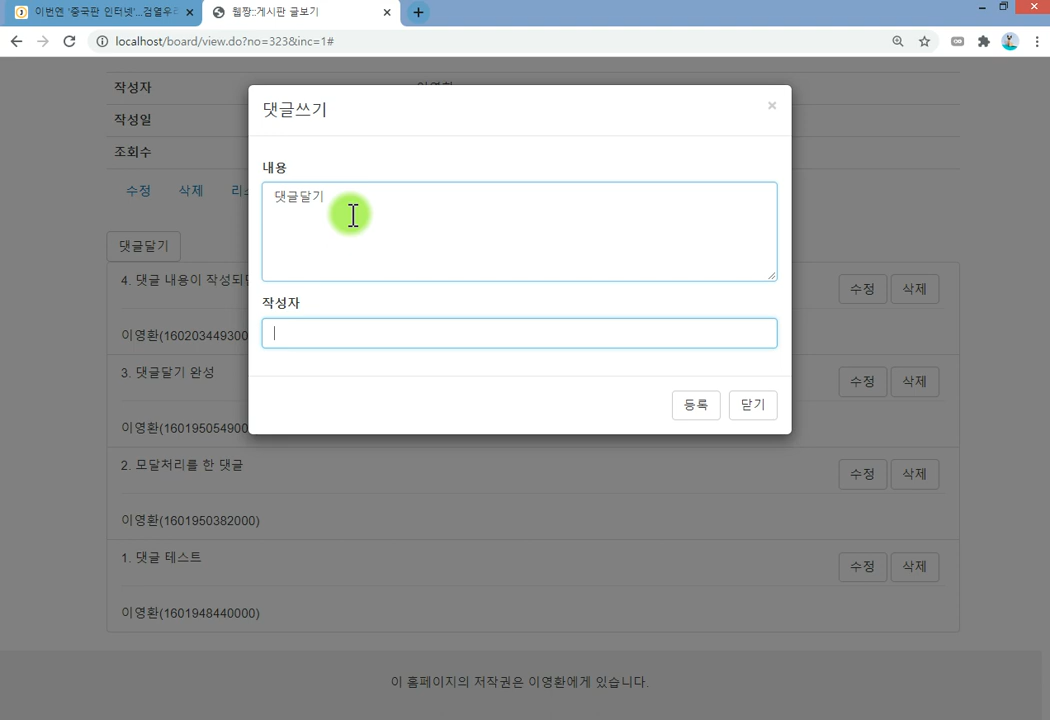 이번엔 '중국판 인터넷'...검열우려
웹짱::게시판 글보기
localhost/board/view.do?no=323&inc=1#
작성자
작성일
조회수
수정 삭제
댓글쓰기
×
내용
댓글달기
작성자
등록 닫기
댓글달기
4. 댓글 내용이 작성되
수정 삭제
이영환(160203449300
3. 댓글달기 완성
수정 삭제
이영환(160195054900
2. 모달처리를 한 댓글
수정 삭제
이영환(1601950382000)
1. 댓글 테스트
수정 삭제
이영환(1601948440000)
이 홈페이지의 저작권은 이영환에게 있습니다.